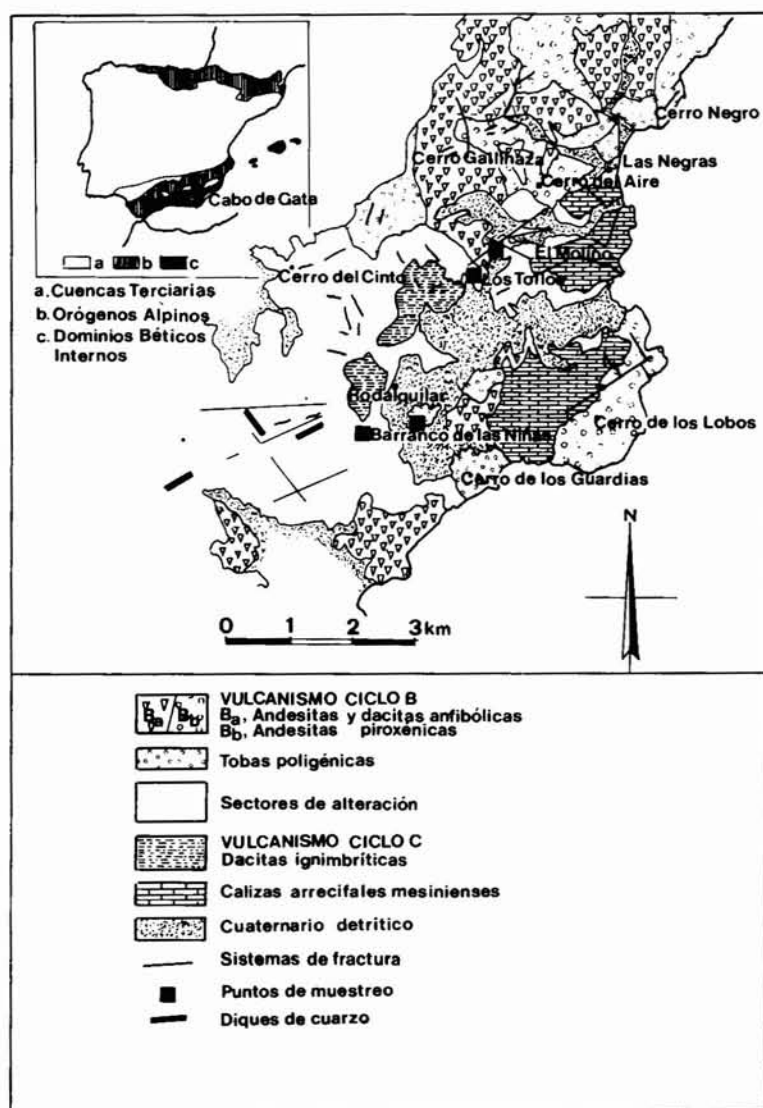 Cabo de Gata
a b c
a. Cuencas Terciarias
b. Orógenos Alpinos
c. Dominios Béticos
Internos
Cerro Negro
Cerro Gallinaza
Las Negras
Cerro del Aire
El Molino
Cerro del Cinto
Los Tollos
Rodalquilar
Barranco de las Niñas
Cerro de los Lobos
Cerro de los Guardias
N
0 1 2 3 km
Ba Bb
VULCANISMO CICLO B
Ba, Andesitas y dacitas anfibólicas
Bb, Andesitas piroxénicas
Tobas poligénicas
Sectores de alteración
VULCANISMO CICLO C
Dacitas ignimbríticas
Calizas arrecifales mesinienses
Cuaternario detrítico
Sistemas de fractura
Puntos de muestreo
Diques de cuarzo